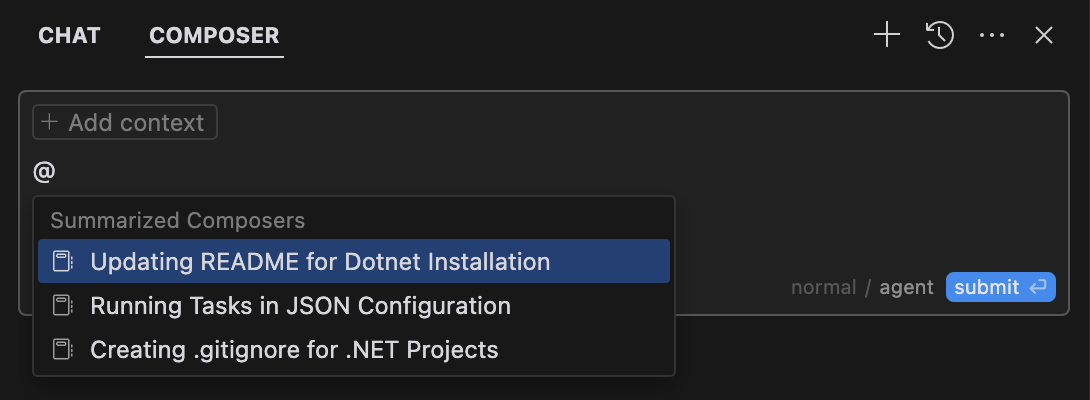 CHAT COMPOSER
Add context
@
Summarized Composers
Updating README for Dotnet Installation
Running Tasks in JSON Configuration
Creating .gitignore for .NET Projects
normal / agent submit